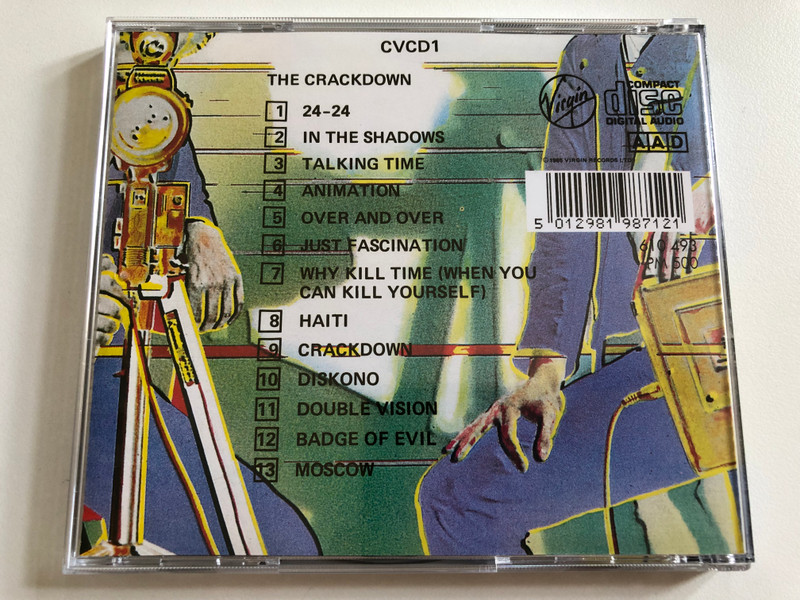 CVCD1
THE CRACKDOWN
1 24-24
2 IN THE SHADOWS
3 TALKING TIME
4 ANIMATION
5 OVER AND OVER
6 JUST FASCINATION
7 WHY KILL TIME (WHEN YOU
CAN KILL YOURSELF)
8 HAITI
9 CRACKDOWN
10 DISKONO
11 DOUBLE VISION
12 BADGE OF EVIL
13 MOSCOW
Virgin
COMPACT
disc
DIGITAL AUDIO
AAD
VIRGIN RECORDS LTD
5 012981 987121
610 493
PM 500